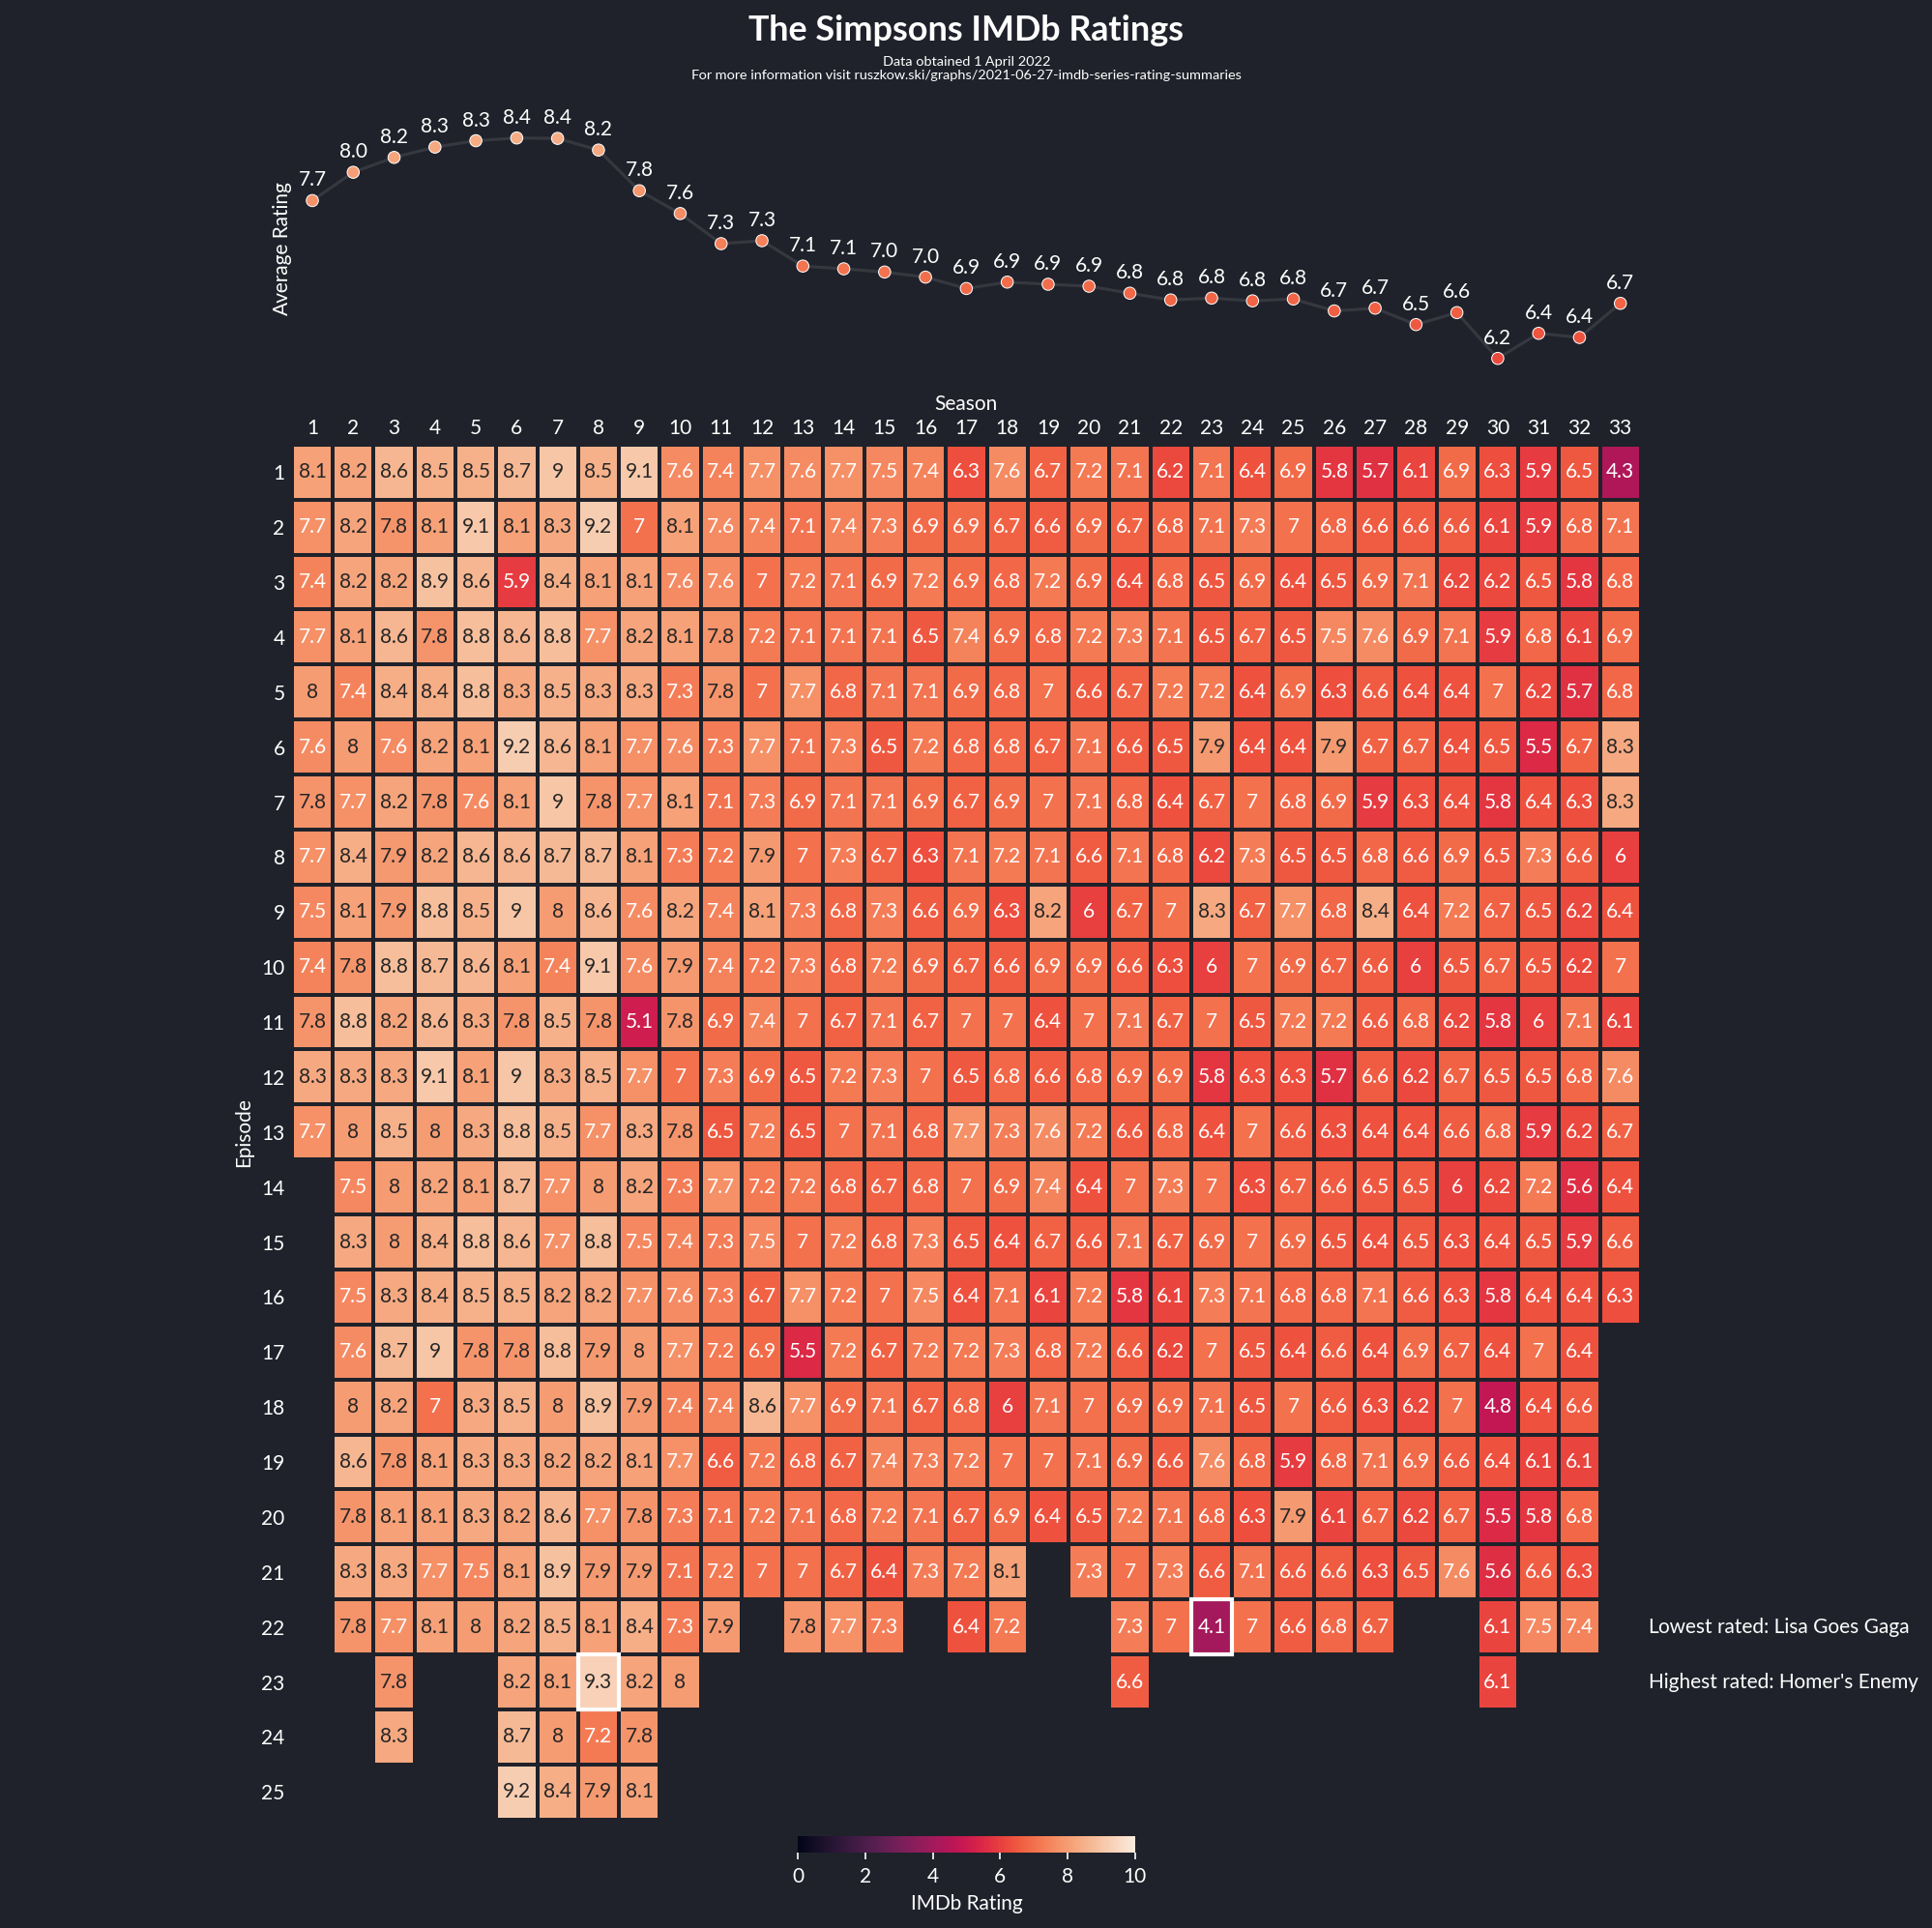 The Simpsons IMDb Ratings
Data obtained 1 April 2022
For more information visit ruszkow.ski/graphs/2021-06-27-imdb-series-rating-summaries
Average Rating
7.7 8.0 8.2 8.3 8.3 8.4 8.4 8.2 7.8 7.6 7.3 7.3 7.1 7.1 7.0 7.0 6.9 6.9 6.9 6.9 6.8 6.8 6.8 6.8 6.8 6.7 6.7 6.5 6.6 6.2 6.4 6.4 6.7
Season
1 2 3 4 5 6 7 8 9 10 11 12 13 14 15 16 17 18 19 20 21 22 23 24 25 26 27 28 29 30 31 32 33
Episode
1 8.1 8.2 8.6 8.5 8.5 8.7 9 8.5 9.1 7.6 7.4 7.7 7.6 7.7 7.5 7.4 6.3 7.6 6.7 7.2 7.1 6.2 7.1 6.4 6.9 5.8 5.7 6.1 6.9 6.3 5.9 6.5 4.3
2 7.7 8.2 7.8 8.1 9.1 8.1 8.3 9.2 7 8.1 7.6 7.4 7.1 7.4 7.3 6.9 6.9 6.7 6.6 6.9 6.7 6.8 7.1 7.3 7 6.8 6.6 6.6 6.6 6.1 5.9 6.8 7.1
3 7.4 8.2 8.2 8.9 8.6 5.9 8.4 8.1 8.1 7.6 7.6 7 7.2 7.1 6.9 7.2 6.9 6.8 7.2 6.9 6.4 6.8 6.5 6.9 6.4 6.5 6.9 7.1 6.2 6.2 6.5 5.8 6.8
4 7.7 8.1 8.6 7.8 8.8 8.6 8.8 7.7 8.2 8.1 7.8 7.2 7.1 7.1 7.1 6.5 7.4 6.9 6.8 7.2 7.3 7.1 6.5 6.7 6.5 7.5 7.6 6.9 7.1 5.9 6.8 6.1 6.9
5 8 7.4 8.4 8.4 8.8 8.3 8.5 8.3 8.3 7.3 7.8 7 7.7 6.8 7.1 7.1 6.9 6.8 7 6.6 6.7 7.2 7.2 6.4 6.9 6.3 6.6 6.4 6.4 7 6.2 5.7 6.8
6 7.6 8 7.6 8.2 8.1 9.2 8.6 8.1 7.7 7.6 7.3 7.7 7.1 7.3 6.5 7.2 6.8 6.8 6.7 7.1 6.6 6.5 7.9 6.4 6.4 7.9 6.7 6.7 6.4 6.5 5.5 6.7 8.3
7 7.8 7.7 8.2 7.8 7.6 8.1 9 7.8 7.7 8.1 7.1 7.3 6.9 7.1 7.1 6.9 6.7 6.9 7 7.1 6.8 6.4 6.7 7 6.8 6.9 5.9 6.3 6.4 5.8 6.4 6.3 8.3
8 7.7 8.4 7.9 8.2 8.6 8.6 8.7 8.7 8.1 7.3 7.2 7.9 7 7.3 6.7 6.3 7.1 7.2 7.1 6.6 7.1 6.8 6.2 7.3 6.5 6.5 6.8 6.6 6.9 6.5 7.3 6.6 6
9 7.5 8.1 7.9 8.8 8.5 9 8 8.6 7.6 8.2 7.4 8.1 7.3 6.8 7.3 6.6 6.9 6.3 8.2 6 6.7 7 8.3 6.7 7.7 6.8 8.4 6.4 7.2 6.7 6.5 6.2 6.4
10 7.4 7.8 8.8 8.7 8.6 8.1 7.4 9.1 7.6 7.9 7.4 7.2 7.3 6.8 7.2 6.9 6.7 6.6 6.9 6.9 6.6 6.3 6 7 6.9 6.7 6.6 6 6.5 6.7 6.5 6.2 7
11 7.8 8.8 8.2 8.6 8.3 7.8 8.5 7.8 5.1 7.8 6.9 7.4 7 6.7 7.1 6.7 7 7 6.4 7 7.1 6.7 7 6.5 7.2 7.2 6.6 6.8 6.2 5.8 6 7.1 6.1
12 8.3 8.3 8.3 9.1 8.1 9 8.3 8.5 7.7 7 7.3 6.9 6.5 7.2 7.3 7 6.5 6.8 6.6 6.8 6.9 6.9 5.8 6.3 6.3 5.7 6.6 6.2 6.7 6.5 6.5 6.8 7.6
13 7.7 8 8.5 8 8.3 8.8 8.5 7.7 8.3 7.8 6.5 7.2 6.5 7 7.1 6.8 7.7 7.3 7.6 7.2 6.6 6.8 6.4 7 6.6 6.3 6.4 6.4 6.6 6.8 5.9 6.2 6.7
14 7.5 8 8.2 8.1 8.7 7.7 8 8.2 7.3 7.7 7.2 7.2 6.8 6.7 6.8 7 6.9 7.4 6.4 7 7.3 7 6.3 6.7 6.6 6.5 6.5 6 6.2 7.2 5.6 6.4
15 8.3 8 8.4 8.8 8.6 7.7 8.8 7.5 7.4 7.3 7.5 7 7.2 6.8 7.3 6.5 6.4 6.7 6.6 7.1 6.7 6.9 7 6.9 6.5 6.4 6.5 6.3 6.4 6.5 5.9 6.6
16 7.5 8.3 8.4 8.5 8.5 8.2 8.2 7.7 7.6 7.3 6.7 7.7 7.2 7 7.5 6.4 7.1 6.1 7.2 5.8 6.1 7.3 7.1 6.8 6.8 7.1 6.6 6.3 5.8 6.4 6.4 6.3
17 7.6 8.7 9 7.8 7.8 8.8 7.9 8 7.7 7.2 6.9 5.5 7.2 6.7 7.2 7.2 7.3 6.8 7.2 6.6 6.2 7 6.5 6.4 6.6 6.4 6.9 6.7 6.4 7 6.4
18 8 8.2 7 8.3 8.5 8 8.9 7.9 7.4 7.4 8.6 7.7 6.9 7.1 6.7 6.8 6 7.1 7 6.9 6.9 7.1 6.5 7 6.6 6.3 6.2 7 4.8 6.4 6.6
19 8.6 7.8 8.1 8.3 8.3 8.2 8.2 8.1 7.7 6.6 7.2 6.8 6.7 7.4 7.3 7.2 7 7 7.1 6.9 6.6 7.6 6.8 5.9 6.8 7.1 6.9 6.6 6.4 6.1 6.1
20 7.8 8.1 8.1 8.3 8.2 8.6 7.7 7.8 7.3 7.1 7.2 7.1 6.8 7.2 7.1 6.7 6.9 6.4 6.5 7.2 7.1 6.8 6.3 7.9 6.1 6.7 6.2 6.7 5.5 5.8 6.8
21 8.3 8.3 7.7 7.5 8.1 8.9 7.9 7.9 7.1 7.2 7 7 6.7 6.4 7.3 7.2 8.1 7.3 7 7.3 6.6 7.1 6.6 6.6 6.3 6.5 7.6 5.6 6.6 6.3
22 7.8 7.7 8.1 8 8.2 8.5 8.1 8.4 7.3 7.9 7.8 7.7 7.3 6.4 7.2 7.3 7 4.1 7 6.6 6.8 6.7 6.1 7.5 7.4 Lowest rated: Lisa Goes Gaga
23 7.8 8.2 8.1 9.3 8.2 8 6.6 6.1 Highest rated: Homer's Enemy
24 8.3 8.7 8 7.2 7.8
25 9.2 8.4 7.9 8.1
0 2 4 6 8 10
IMDb Rating